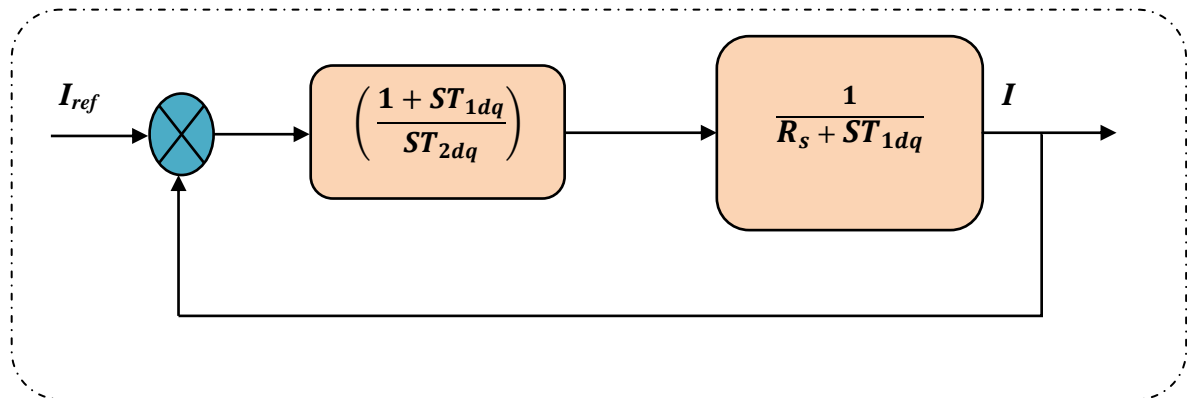 I_ref
(1 + ST_1dq / ST_2dq)
1 / R_s + ST_1dq
I